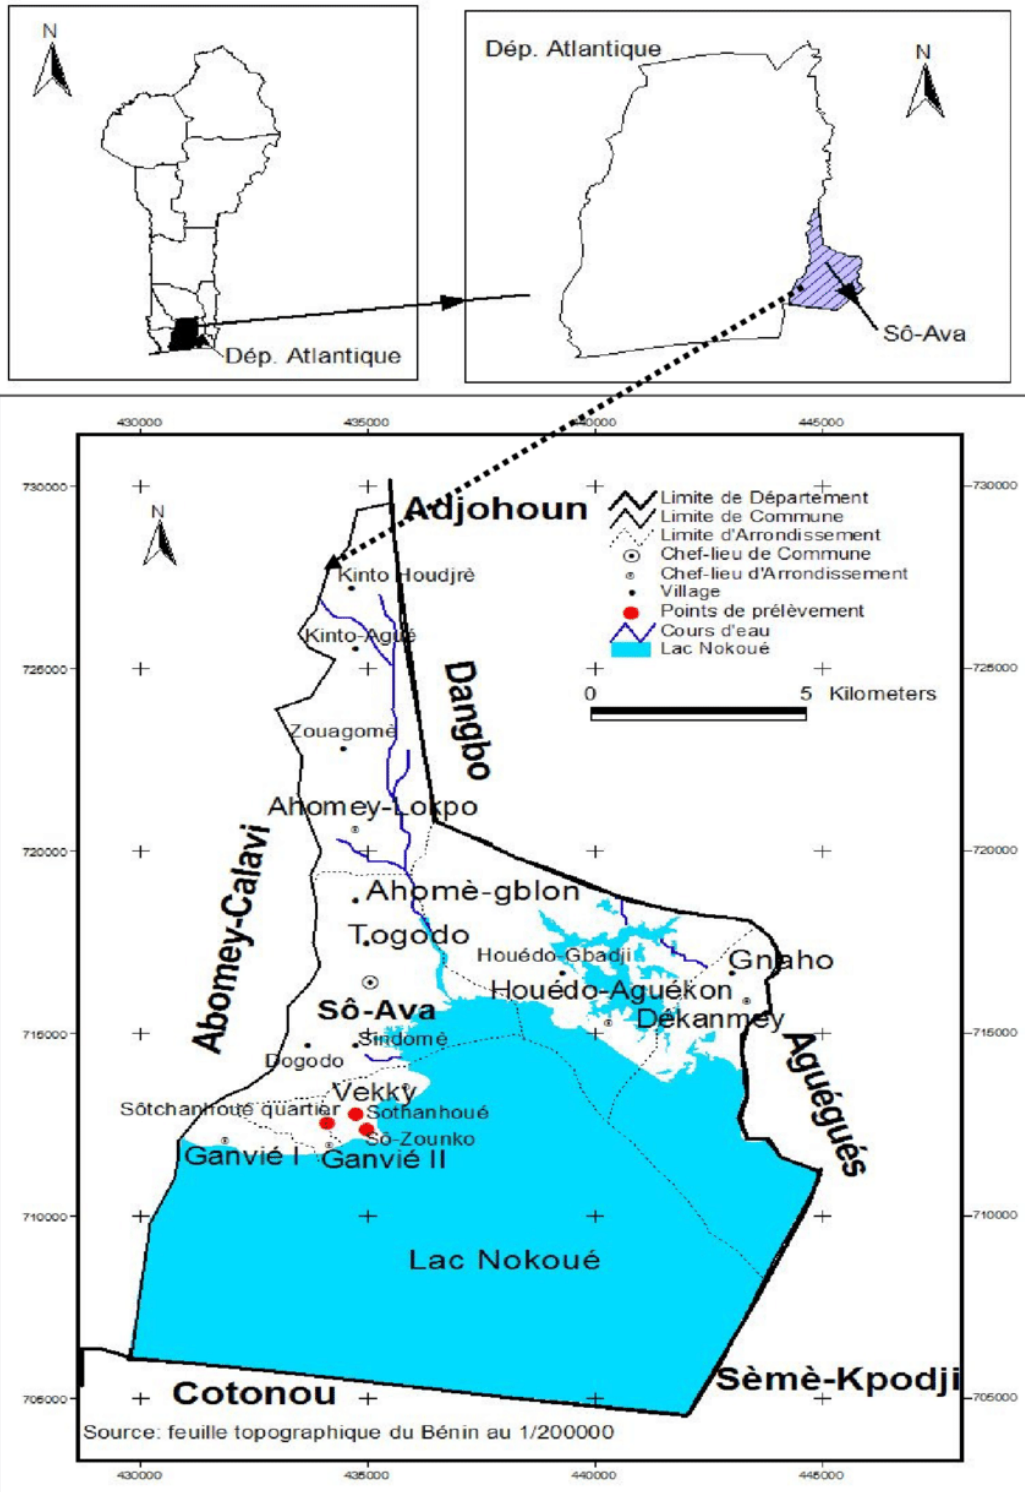 N
Dép. Atlantique
Dép. Atlantique
N
Sô-Ava
430000
435000
440000
445000
730000
730000
N
Adjohoun
Limite de Département
Limite de Commune
Limite d'Arrondissement
Chef-lieu de Commune
Chef-lieu d'Arrondissement
Village
Points de prélèvement
Cours d'eau
Lac Nokoué
Kinto Houdjrè
Kinto-Agué
725000
725000
0 5 Kilometers
Dangbo
Zouagomè
Ahomey-Lokpo
Abomey-Calavi
720000
720000
Ahomè-gblon
Togodo
Houédo-Gbadji
Gnaho
Houédo-Aguékon
Sô-Ava
Dékanmey
715000
715000
Sindomè
Dogodo
Aguégués
Vekky
Sôtchanhoué quartier
Sothanhoué
Sô-Zounko
Ganvié I
Ganvié II
710000
710000
Lac Nokoué
Sèmè-Kpodji
Cotonou
705000
705000
Source: feuille topographique du Bénin au 1/200000
430000
435000
440000
445000